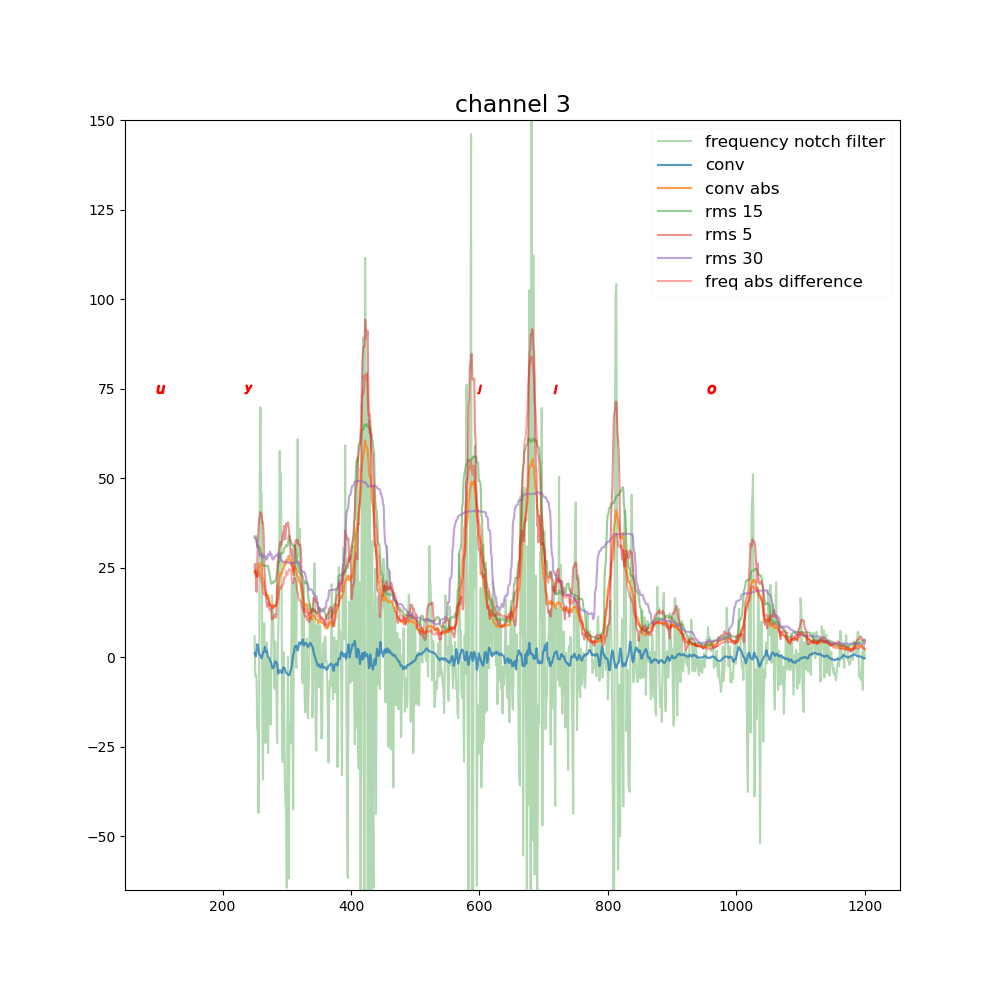 channel 3
150
125
100
75
50
25
0
−25
−50
frequency notch filter
conv
conv abs
rms 15
rms 5
rms 30
freq abs difference
u y J I o
200 400 600 800 1000 1200